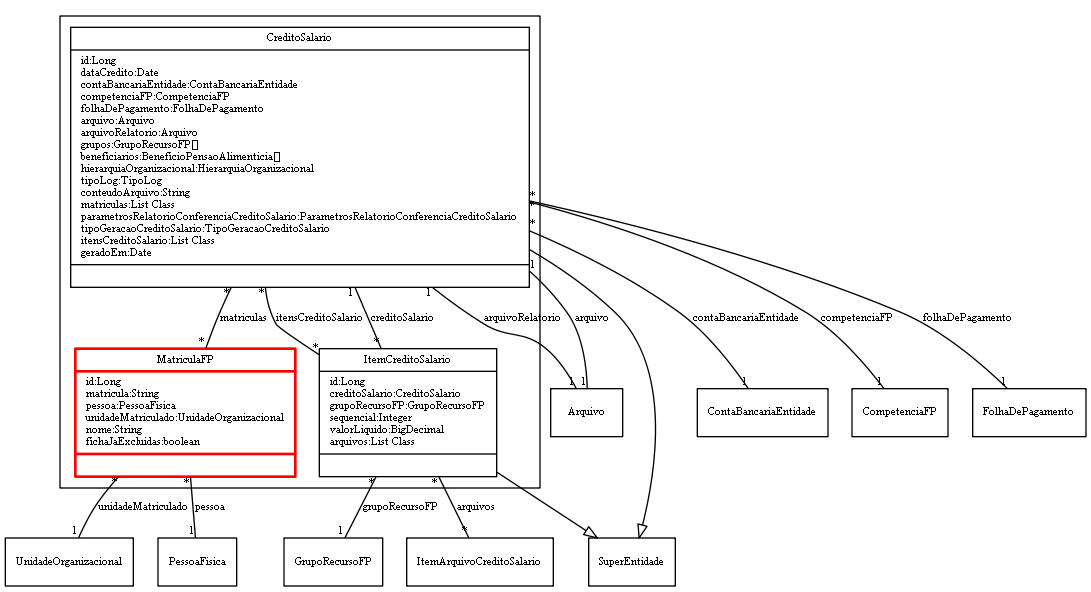 CreditoSalario
id:Long
dataCredito:Date
contaBancariaEntidade:ContaBancariaEntidade
competenciaFP:CompetenciaFP
folhaDePagamento:FolhaDePagamento
arquivo:Arquivo
arquivoRelatorio:Arquivo
grupos:GrupoRecursoFP[]
beneficiarios:BeneficioPensaoAlimenticia[]
hierarquiaOrganizacional:HierarquiaOrganizacional
tipoLog:TipoLog
conteudoArquivo:String
matriculas:List Class
parametrosRelatorioConferenciaCreditoSalario:ParametrosRelatorioConferenciaCreditoSalario
tipoGeracaoCreditoSalario:TipoGeracaoCreditoSalario
itensCreditoSalario:List Class
geradoEm:Date
*
*
*
1
* * 1 1
matriculas itensCreditoSalario creditoSalario arquivoRelatorio arquivo contaBancariaEntidade competenciaFP folhaDePagamento
* * * 1 1 1 1 1
MatriculaFP
id:Long
matricula:String
pessoa:PessoaFisica
unidadeMatriculado:UnidadeOrganizacional
nome:String
fichaJaExcluidas:boolean
ItemCreditoSalario
id:Long
creditoSalario:CreditoSalario
grupoRecursoFP:GrupoRecursoFP
sequencial:Integer
valorLiquido:BigDecimal
arquivos:List Class
Arquivo
ContaBancariaEntidade
CompetenciaFP
FolhaDePagamento
* * * *
unidadeMatriculado pessoa grupoRecursoFP arquivos
1 1 1 *
UnidadeOrganizacional
PessoaFisica
GrupoRecursoFP
ItemArquivoCreditoSalario
SuperEntidade